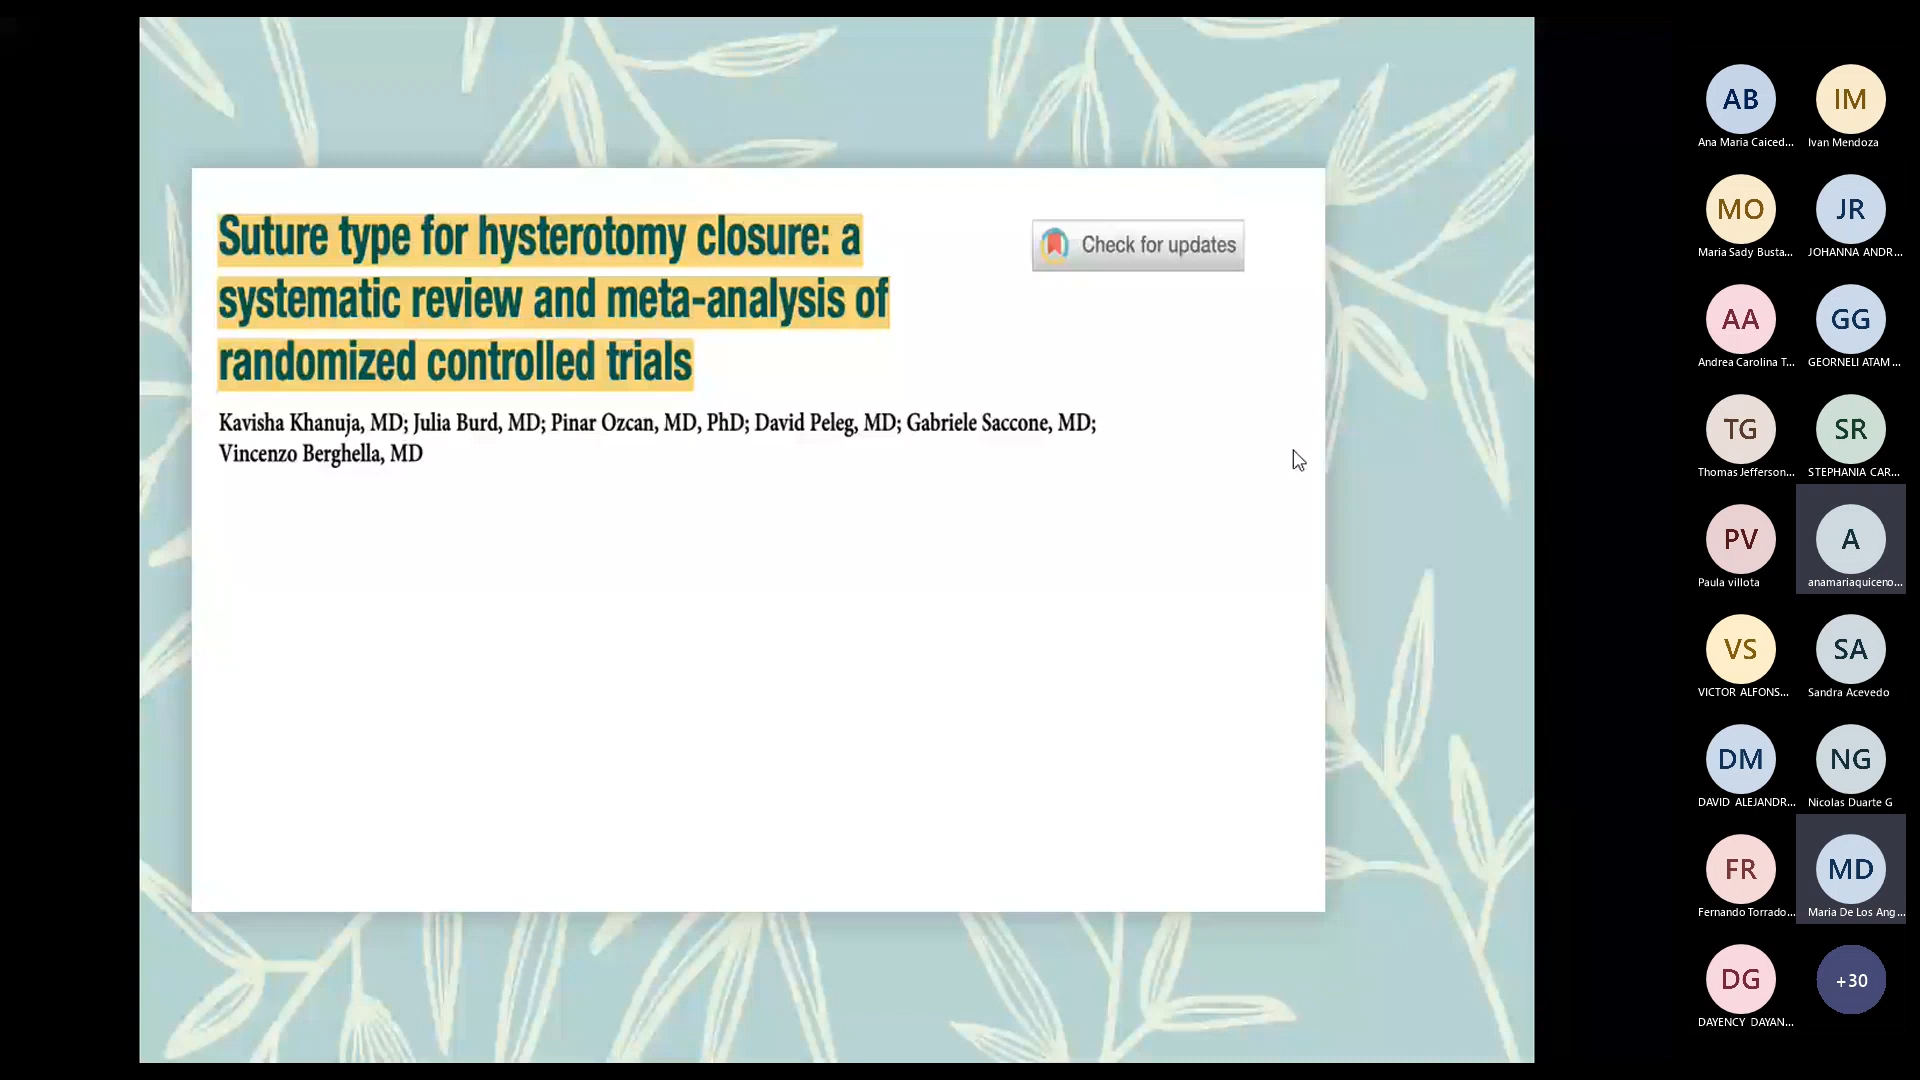 Suture type for hysterotomy closure: a
systematic review and meta-analysis of
randomized controlled trials
Check for updates
Kavisha Khanuja, MD; Julia Burd, MD; Pinar Ozcan, MD, PhD; David Peleg, MD; Gabriele Saccone, MD;
Vincenzo Berghella, MD
AB
Ana Maria Caiced...
IM
Ivan Mendoza
MO
Maria Sady Busta...
JR
JOHANNA ANDR...
AA
Andrea Carolina T...
GG
GEORNELI ATAM...
TG
Thomas Jefferson...
SR
STEPHANIA CAR...
PV
Paula villota
A
anamariaquiceno...
VS
VICTOR ALFONS...
SA
Sandra Acevedo
DM
DAVID ALEJANDR...
NG
Nicolas Duarte G
FR
Fernando Torrado...
MD
Maria De Los Ang...
DG
DAYENCY DAYAN...
+30